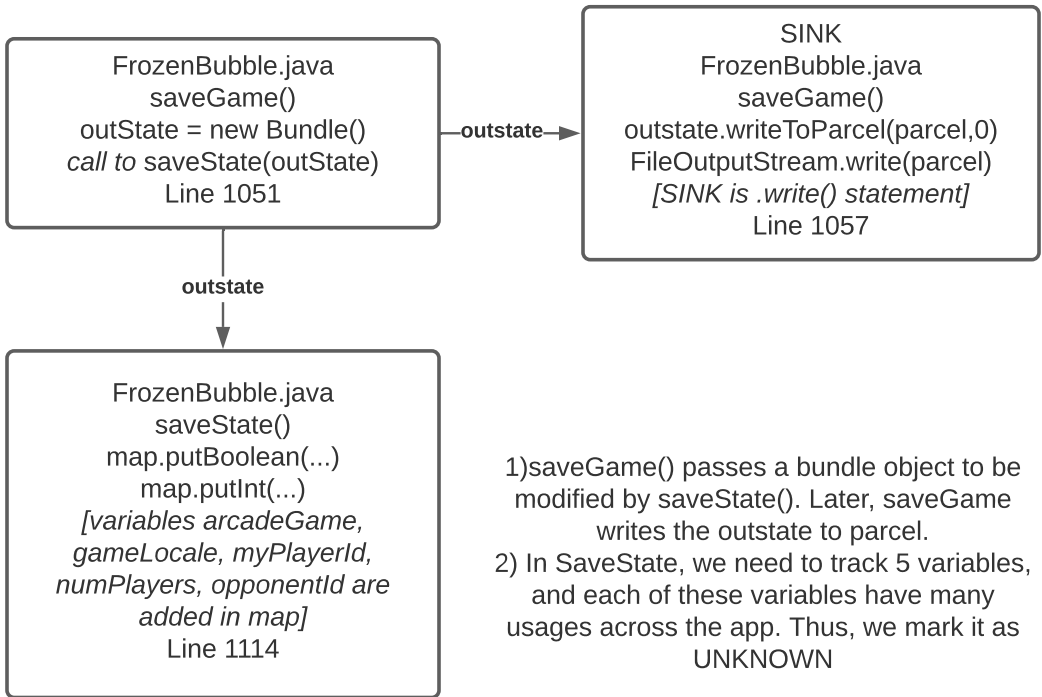 FrozenBubble.java
saveGame()
outState = new Bundle()
call to saveState(outState)
Line 1051
outstate
SINK
FrozenBubble.java
saveGame()
outstate.writeToParcel(parcel,0)
FileOutputStream.write(parcel)
[SINK is .write() statement]
Line 1057
outstate
FrozenBubble.java
saveState()
map.putBoolean(...)
map.putInt(...)
[variables arcadeGame,
gameLocale, myPlayerId,
numPlayers, opponentId are
added in map]
Line 1114
1)saveGame() passes a bundle object to be
modified by saveState(). Later, saveGame
writes the outstate to parcel.
2) In SaveState, we need to track 5 variables,
and each of these variables have many
usages across the app. Thus, we mark it as
UNKNOWN